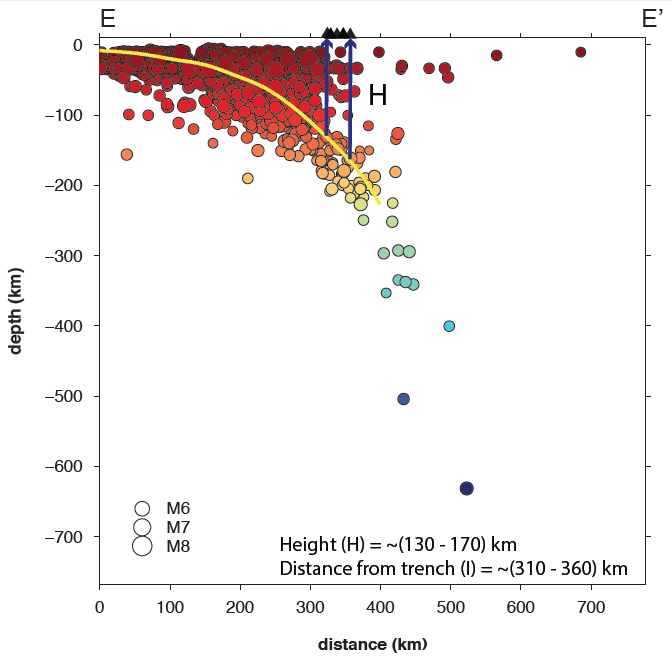 E E’
0
−100
H
−200
−300
−400
−500
−600
−700
depth (km)
M6
M7
M8
Height (H) = ~(130 - 170) km
Distance from trench (I) = ~(310 - 360) km
0 100 200 300 400 500 600 700
distance (km)